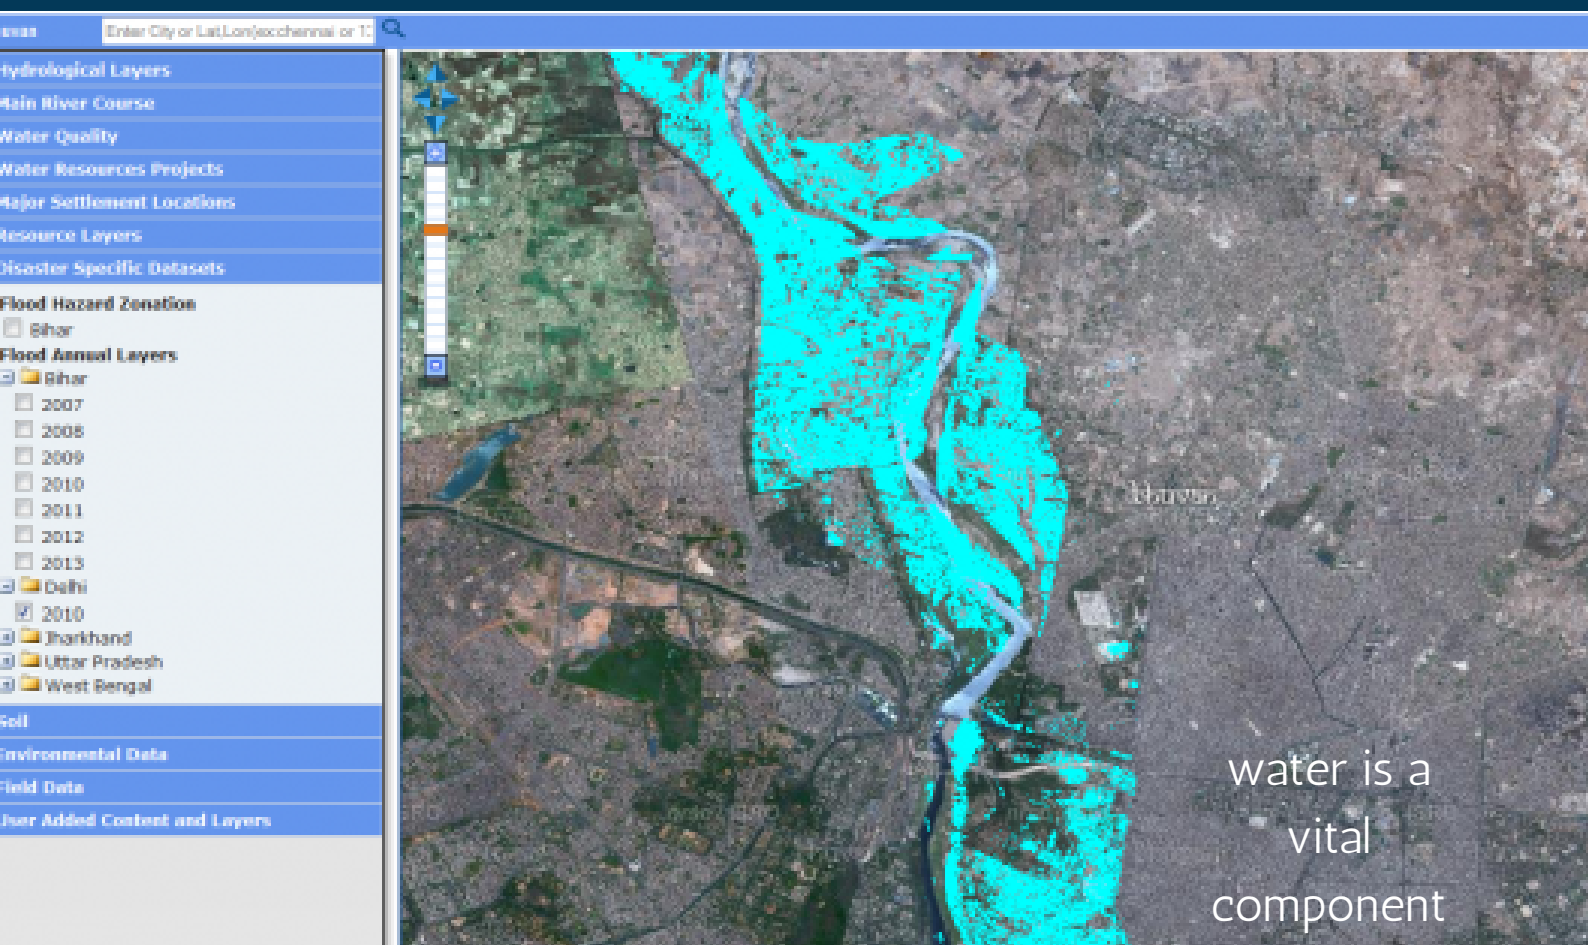 Enter City or Lat,Lon(ex:chennai or 13
Hydrological Layers
Main River Course
Water Quality
Water Resources Projects
Major Settlement Locations
Resource Layers
Disaster Specific Datasets
Flood Hazard Zonation
Bihar
Flood Annual Layers
Bihar
2007
2008
2009
2010
2011
2012
2013
Delhi
2010
Jharkhand
Uttar Pradesh
West Bengal
Soil
Environmental Data
Field Data
User Added Content and Layers
bhuvan
water is a
vital
component